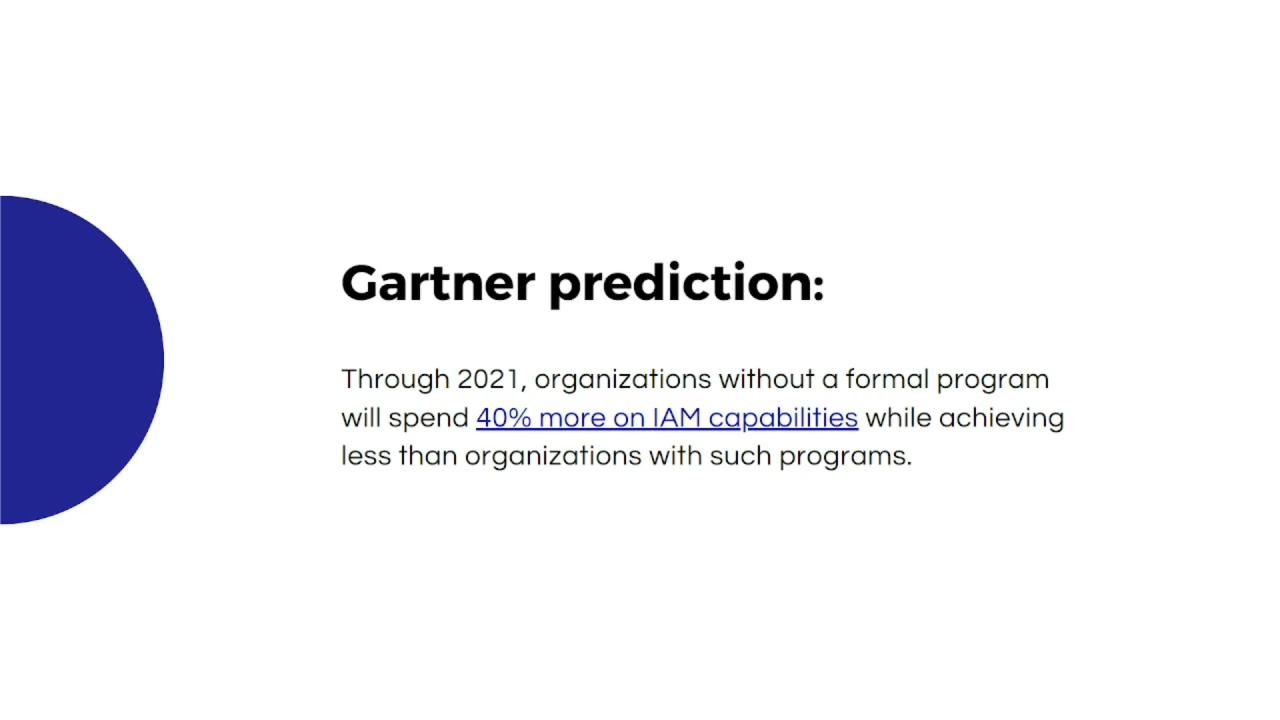 Gartner prediction:
Through 2021, organizations without a formal program
will spend 40% more on IAM capabilities while achieving
less than organizations with such programs.